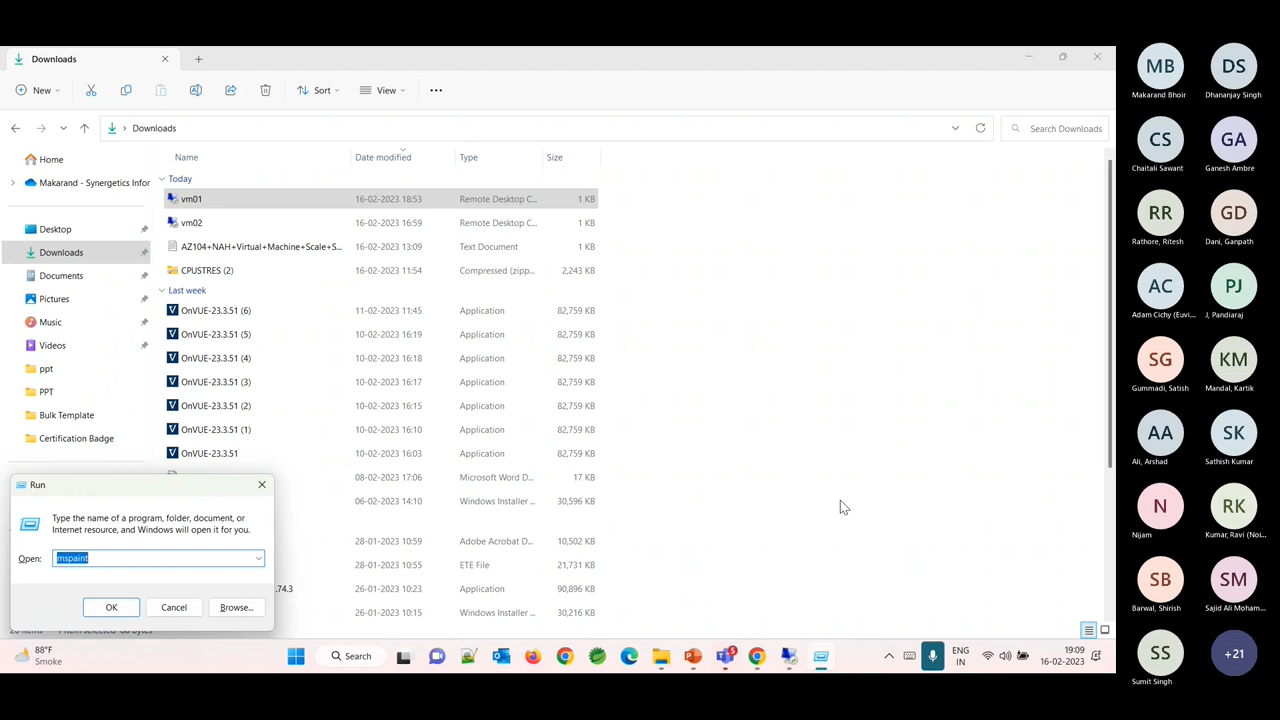 Downloads
New
Sort
View
Downloads
Search Downloads
Home
Makarand - Synergetics Infor
Desktop
Downloads
Documents
Pictures
Music
Videos
ppt
PPT
Bulk Template
Certification Badge
Name Date modified Type Size
Today
vm01 16-02-2023 18:53 Remote Desktop C... 1 KB
vm02 16-02-2023 16:59 Remote Desktop C... 1 KB
AZ104+NAH+Virtual+Machine+Scale+S... 16-02-2023 13:09 Text Document 1 KB
CPUSTRES (2) 16-02-2023 11:54 Compressed (zipp... 2,243 KB
Last week
OnVUE-23.3.51 (6) 11-02-2023 11:45 Application 82,759 KB
OnVUE-23.3.51 (5) 10-02-2023 16:19 Application 82,759 KB
OnVUE-23.3.51 (4) 10-02-2023 16:18 Application 82,759 KB
OnVUE-23.3.51 (3) 10-02-2023 16:17 Application 82,759 KB
OnVUE-23.3.51 (2) 10-02-2023 16:15 Application 82,759 KB
OnVUE-23.3.51 (1) 10-02-2023 16:10 Application 82,759 KB
OnVUE-23.3.51 10-02-2023 16:03 Application 82,759 KB
08-02-2023 17:06 Microsoft Word D... 17 KB
06-02-2023 14:10 Windows Installer ... 30,596 KB
28-01-2023 10:59 Adobe Acrobat D... 10,502 KB
28-01-2023 10:55 ETE File 21,731 KB
.74.3 26-01-2023 10:23 Application 90,896 KB
26-01-2023 10:15 Windows Installer ... 30,216 KB
Run
Type the name of a program, folder, document, or
Internet resource, and Windows will open it for you.
Open: mspaint
OK Cancel Browse...
88°F
Smoke
Search
5
ENG
IN
19:09
16-02-2023
MB
Makarand Bhoir
DS
Dhananjay Singh
CS
Chaitali Sawant
GA
Ganesh Ambre
RR
Rathore, Ritesh
GD
Dani, Ganpath
AC
Adam Cichy (Euvi...
PJ
J, Pandiaraj
SG
Gummadi, Satish
KM
Mandal, Kartik
AA
Ali, Arshad
SK
Sathish Kumar
N
Nijam
RK
Kumar, Ravi (Noi...
SB
Barwal, Shirish
SM
Sajid Ali Moham...
SS
Sumit Singh
+21